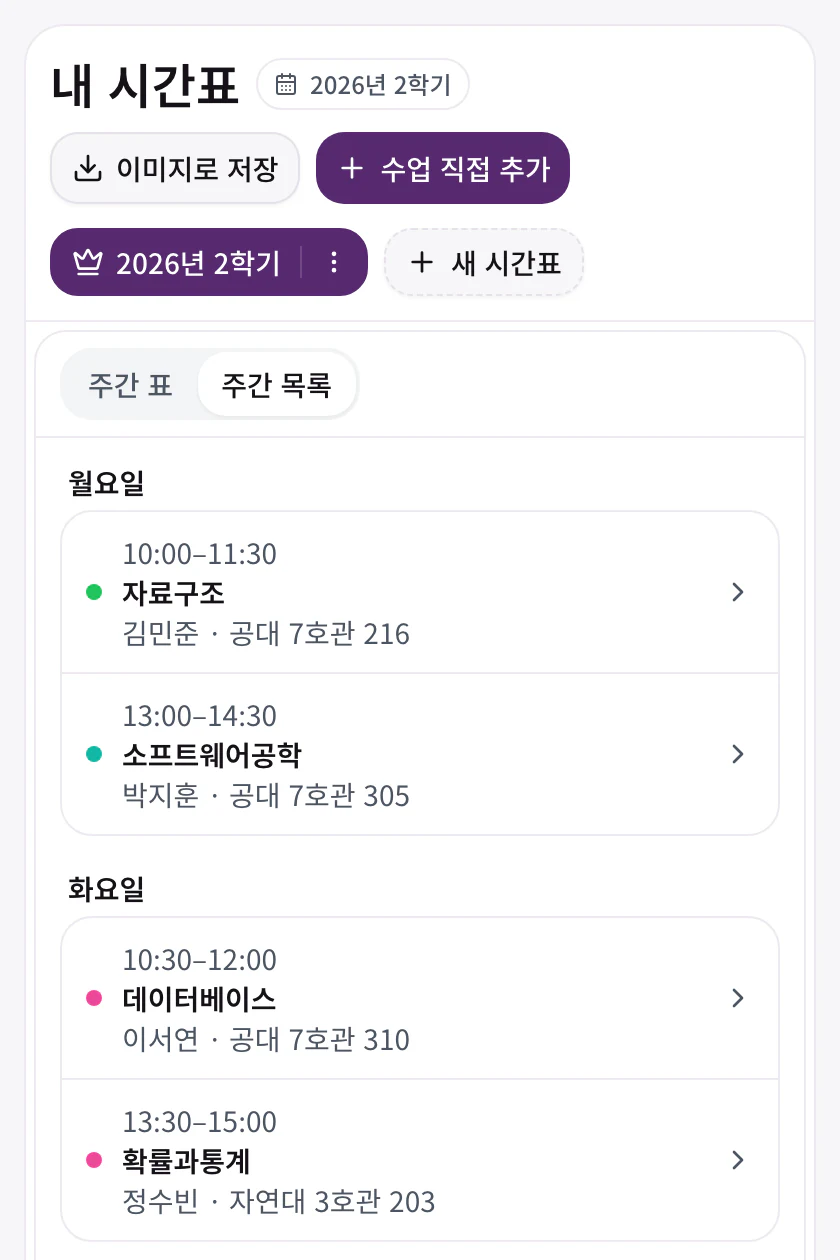 내 시간표
2026년 2학기
이미지로 저장
수업 직접 추가
2026년 2학기
새 시간표
주간 표
주간 목록
월요일
10:00–11:30
자료구조
김민준 · 공대 7호관 216
13:00–14:30
소프트웨어공학
박지훈 · 공대 7호관 305
화요일
10:30–12:00
데이터베이스
이서연 · 공대 7호관 310
13:30–15:00
확률과통계
정수빈 · 자연대 3호관 203